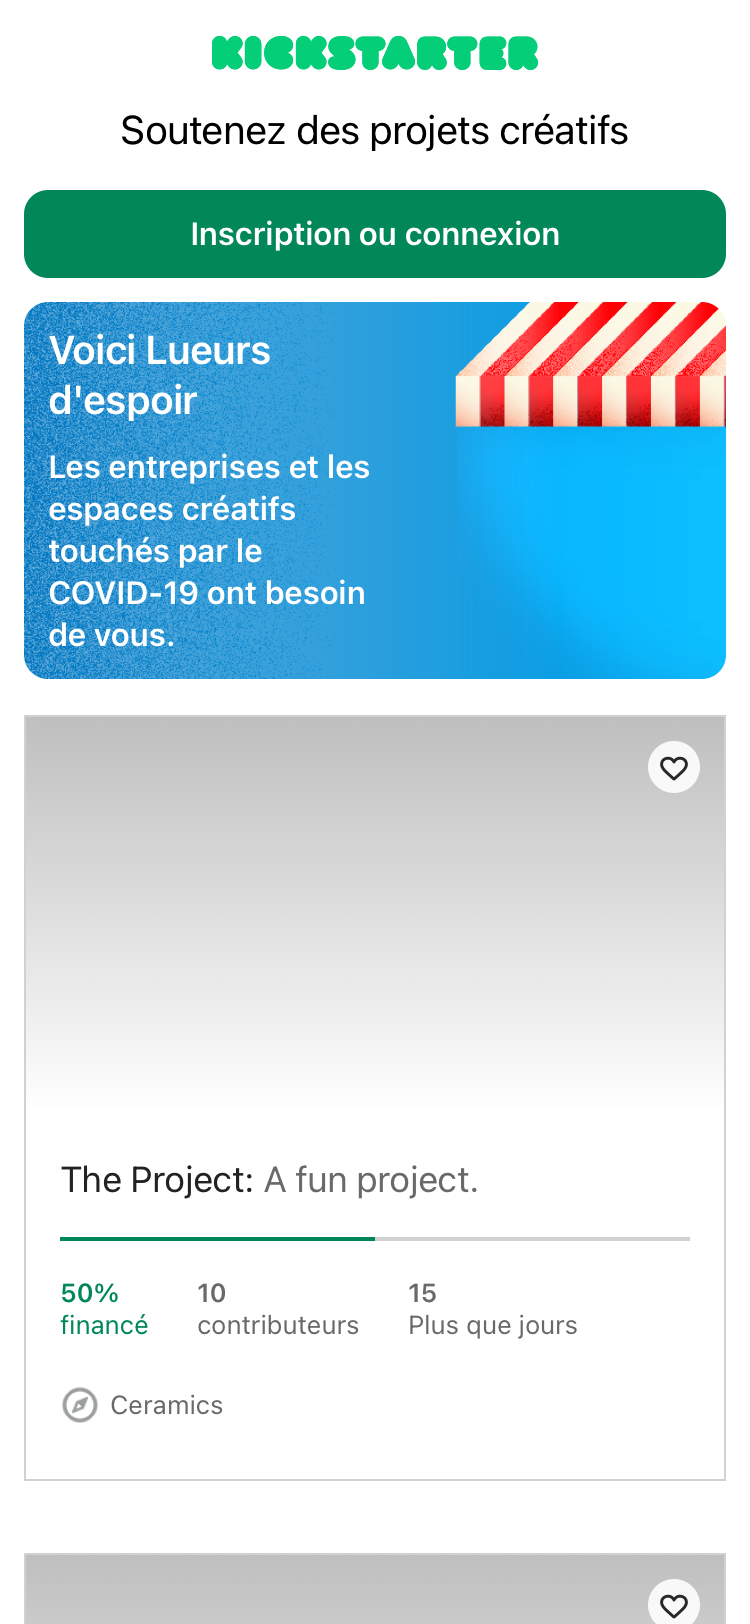 KICKSTARTER
Soutenez des projets créatifs
Inscription ou connexion
Voici Lueurs
d'espoir
Les entreprises et les
espaces créatifs
touchés par le
COVID-19 ont besoin
de vous.
The Project: A fun project.
50% 10 15
financé contributeurs Plus que jours
Ceramics